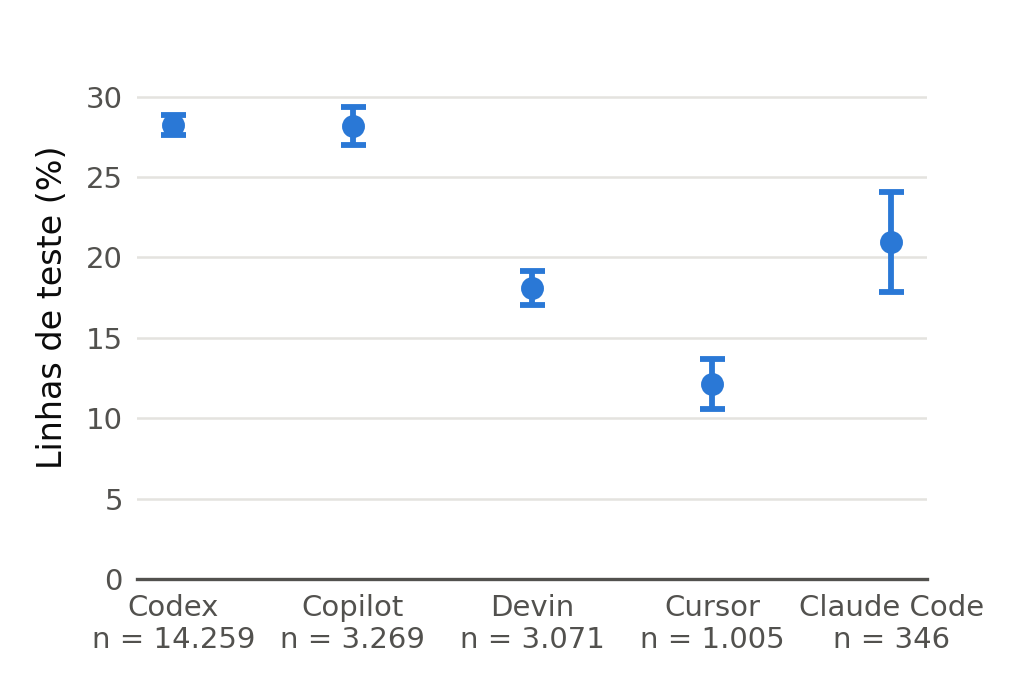 Linhas de teste (%)
30
25
20
15
10
5
0
Codex
n = 14.259
Copilot
n = 3.269
Devin
n = 3.071
Cursor
n = 1.005
Claude Code
n = 346